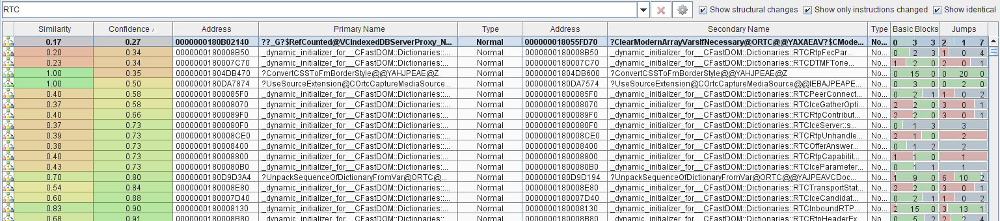 RTC Show structural changes Show only instructions changed Show identical
Similarity Confidence Address Primary Name Type Address Secondary Name Type Basic Blocks Jumps
0.17 0.27 0000000180B02140 ??_G?$RefCounted@VCIndexedDBServerProxy_N... Normal 000000018055FD70 ?ClearModernArrayVarsIfNecessary@ORTC@@YAXAEAV?$CMode... No... 0 3 3 2 1 7
0.20 0.34 0000000180008B50 _dynamic_initializer_for__CFastDOM::Dictionaries::... Normal 0000000180008B50 _dynamic_initializer_for__CFastDOM::Dictionaries::RTCRtpFecPar... No... 0 2 3 1 0 4
0.23 0.34 0000000180007C70 _dynamic_initializer_for__CFastDOM::Dictionaries::... Normal 0000000180007C70 _dynamic_initializer_for__CFastDOM::Dictionaries::RTCDTMFTone... No... 1 2 0 2 0 1
1.00 0.35 00000001804DB470 ?ConvertCSSToFmBorderStyle@@YAHJPEAE@Z Normal 00000001804DB600 ?ConvertCSSToFmBorderStyle@@YAHJPEAE@Z No... 0 15 0 0 20 0
1.00 0.50 0000000180DA7874 ?UseSourceExtension@COrtcCaptureMediaSource... Normal 0000000180DA7574 ?UseSourceExtension@COrtcCaptureMediaSource@@IEBAJPEAPE... No... 0 3 0 0 2 0
0.40 0.58 00000001800085F0 _dynamic_initializer_for__CFastDOM::Dictionaries::... Normal 00000001800085F0 _dynamic_initializer_for__CFastDOM::Dictionaries::RTCPeerConnect... No... 0 2 1 1 0 1
0.37 0.58 0000000180008070 _dynamic_initializer_for__CFastDOM::Dictionaries::... Normal 0000000180008070 _dynamic_initializer_for__CFastDOM::Dictionaries::RTCIceGatherOpti... No... 2 2 0 3 0 1
0.40 0.66 00000001800089F0 _dynamic_initializer_for__CFastDOM::Dictionaries::... Normal 00000001800089F0 _dynamic_initializer_for__CFastDOM::Dictionaries::RTCRtpContribut... No... 2 2 0 3 0 1
0.37 0.73 00000001800080F0 _dynamic_initializer_for__CFastDOM::Dictionaries::... Normal 00000001800080F0 _dynamic_initializer_for__CFastDOM::Dictionaries::RTCIceServer::s... No... 0 1 3 3
0.39 0.73 0000000180008CE0 _dynamic_initializer_for__CFastDOM::Dictionaries::... Normal 0000000180008CE0 _dynamic_initializer_for__CFastDOM::Dictionaries::RTCRtpUnhandle... No... 2 1 0 2
0.38 0.73 0000000180008400 _dynamic_initializer_for__CFastDOM::Dictionaries::... Normal 0000000180008400 _dynamic_initializer_for__CFastDOM::Dictionaries::RTCOfferAnswer... No... 0 1 2 2
0.40 0.73 0000000180008800 _dynamic_initializer_for__CFastDOM::Dictionaries::... Normal 0000000180008800 _dynamic_initializer_for__CFastDOM::Dictionaries::RTCRtpCapabilit... No... 1 1 0 1
0.43 0.73 00000001800080B0 _dynamic_initializer_for__CFastDOM::Dictionaries::... Normal 00000001800080B0 _dynamic_initializer_for__CFastDOM::Dictionaries::RTCIceParameter... No... 0 1 1 1
0.70 0.80 0000000180D9D3A4 ?UnpackSequenceOfDictionaryFromVar@ORTC@... Normal 0000000180D9D194 ?UnpackSequenceOfDictionaryFromVar@ORTC@@YAJPEAVCDoc... No... 1 9 0 6 10 2
0.54 0.84 0000000180008E80 _dynamic_initializer_for__CFastDOM::Dictionaries::... Normal 0000000180008E80 _dynamic_initializer_for__CFastDOM::Dictionaries::RTCTransportStat... No... 2 2 0 3 0 1
0.60 0.88 0000000180007D40 _dynamic_initializer_for__CFastDOM::Dictionaries::... Normal 0000000180007D40 _dynamic_initializer_for__CFastDOM::Dictionaries::RTCIceCandidat... No... 0 2 1 1 0 2
0.83 0.90 0000000180008130 _dynamic_initializer_for__CFastDOM::Dictionaries::... Normal 0000000180008130 _dynamic_initializer_for__CFastDOM::Dictionaries::RTCInboundRTP... No... 2 15 0 3 13 1
0.68 0.91 0000000180008B80 _dynamic_initializer_for__CFastDOM::Dictionaries::... Normal 0000000180008B80 _dynamic_initializer_for__CFastDOM::Dictionaries::RTCRtpHeaderEx... No... 0 5 2 2 2 4